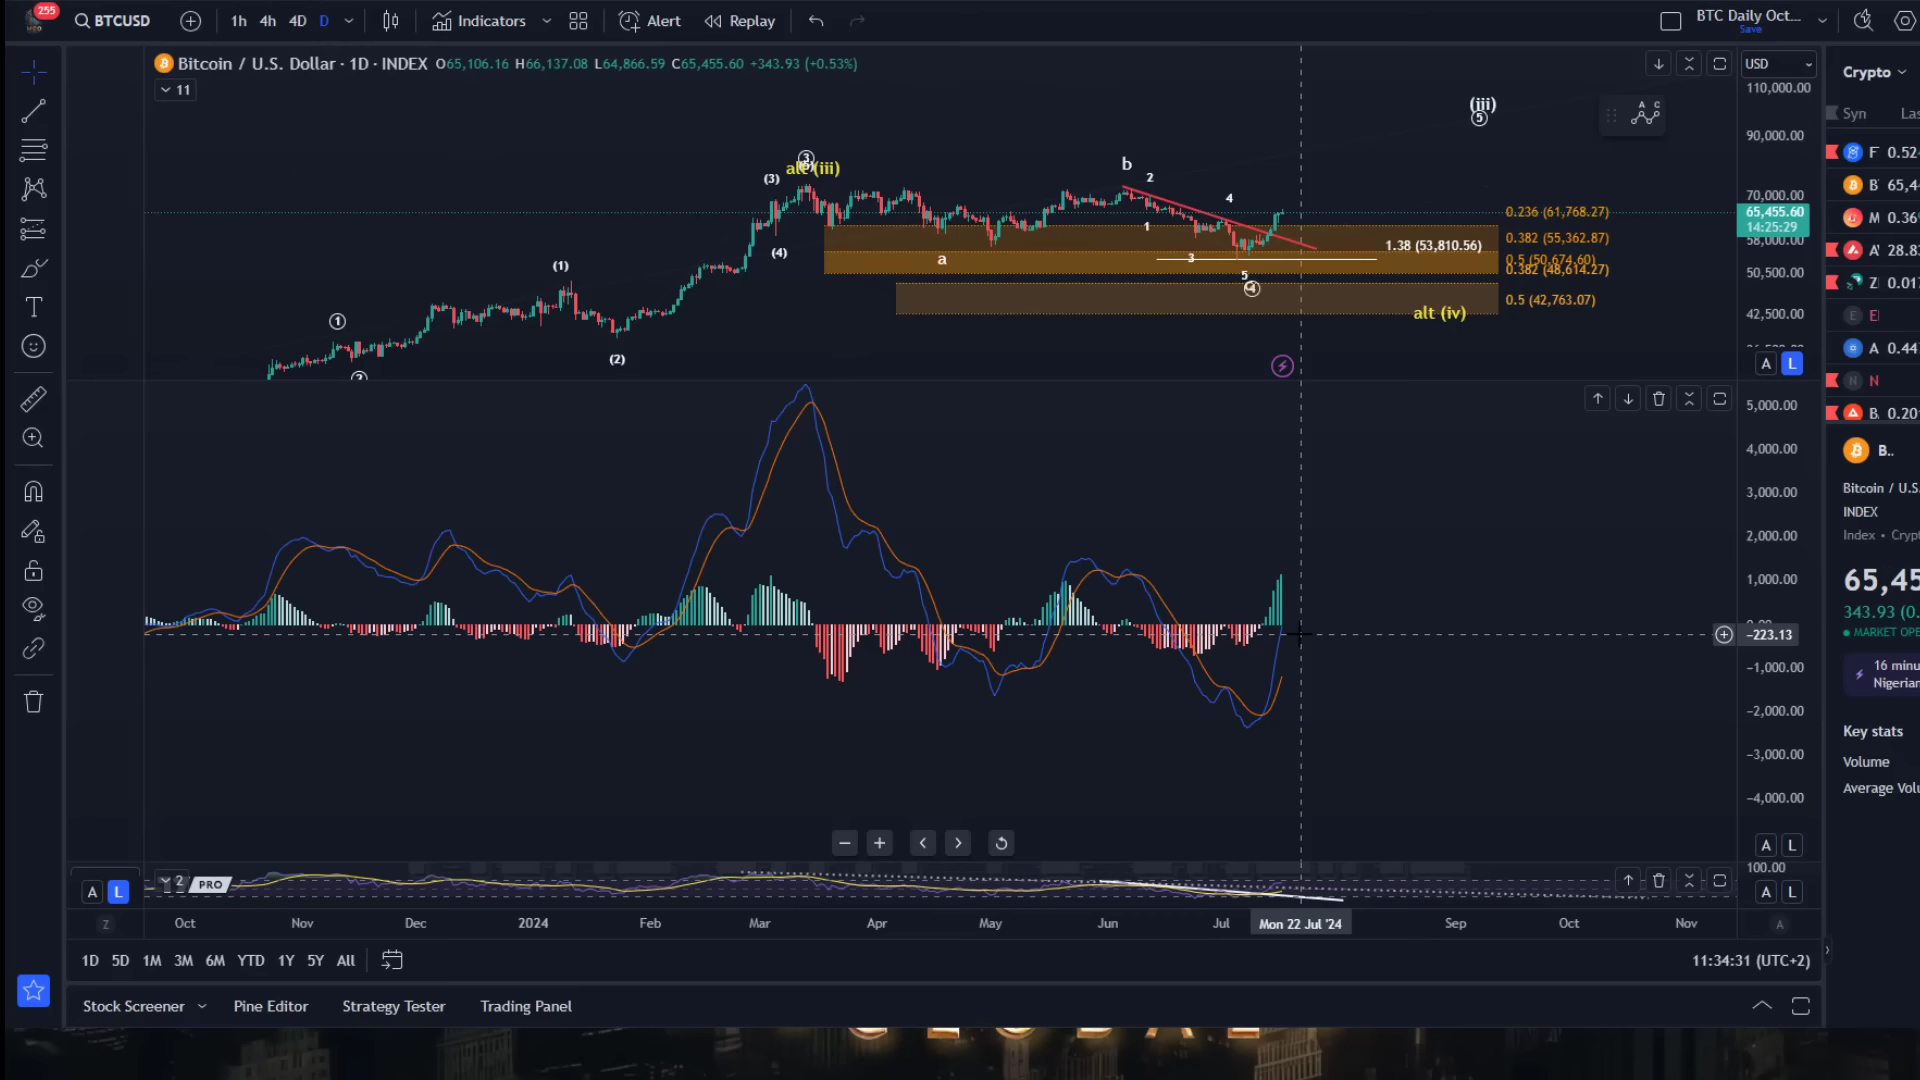 255
BTCUSD
1h 4h 4D D
Indicators
Alert
Replay
BTC Daily Oct...
Save
Bitcoin / U.S. Dollar · 1D · INDEX O65,106.16 H66,137.08 L64,866.59 C65,455.60 +343.93 (+0.53%)
11
USD
Crypto
Syn Las
110,000.00
90,000.00
70,000.00
65,455.60
14:25:29
58,000.00
50,500.00
42,500.00
A L
A C
(iii)
5
3
alt (iii)
(3)
(4)
(1)
(2)
1
2
b
2
4
1
3
5
4
a
1.38 (53,810.56)
0.236 (61,768.27)
0.382 (55,362.87)
0.5 (50,674.60)
0.382 (48,614.27)
0.5 (42,763.07)
alt (iv)
F 0.52
B 65,4
M 0.36
A 28.8
Z 0.01
E E
A 0.44
N N
B 0.20
B..
Bitcoin / U.S
INDEX
Index • Crypt
65,45
343.93 (0.
MARKET OPE
16 minu
Nigerian
Key stats
Volume
Average Volu
5,000.00
4,000.00
3,000.00
2,000.00
1,000.00
0.00
−223.13
−1,000.00
−2,000.00
−3,000.00
−4,000.00
A L
100.00
A L
A L
2
PRO
Z
Oct Nov Dec 2024 Feb Mar Apr May Jun Jul Mon 22 Jul '24 Sep Oct Nov
A
1D 5D 1M 3M 6M YTD 1Y 5Y All
11:34:31 (UTC+2)
Stock Screener Pine Editor Strategy Tester Trading Panel